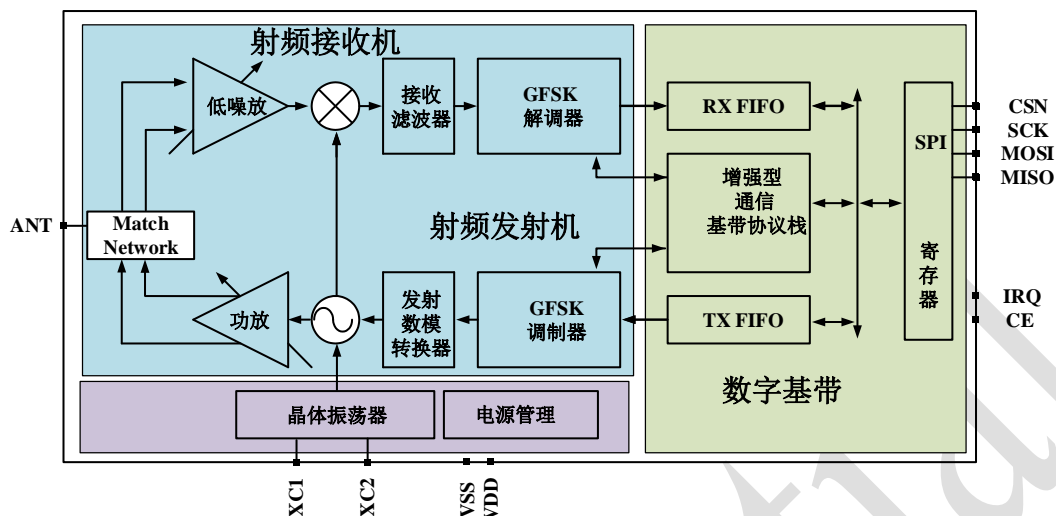 射频接收机
低噪放
接收
滤波器
GFSK
解调器
RX FIFO
SPI
CSN
SCK
MOSI
MISO
增强型
通信
基带协议栈
ANT
Match
Network
射频发射机
寄
存
器
IRQ
CE
功放
发射
数模
转换器
GFSK
调制器
TX FIFO
数字基带
晶体振荡器
电源管理
XC1
XC2
VSS
VDD